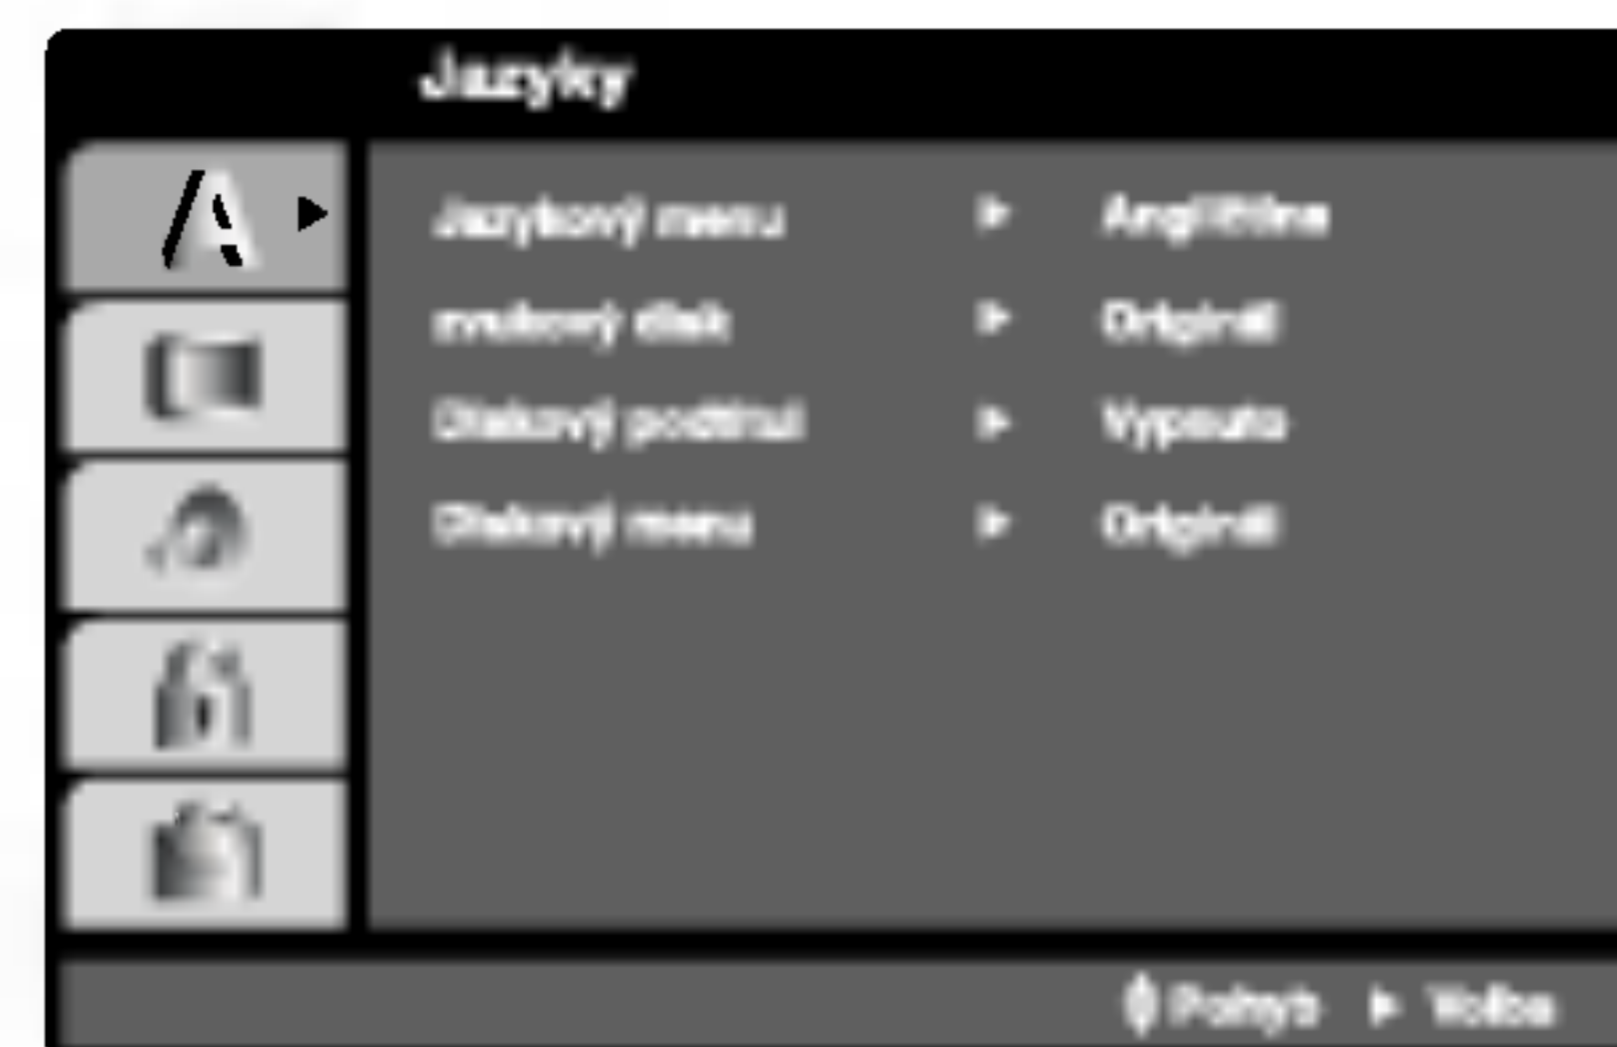 Jazyky
Jazykový menu ▶ Angličtina
zvukový disk ▶ Originál
Diskový podtitul ▶ Vypnuto
Diskový menu ▶ Originál
Pohyb ▶ Volba